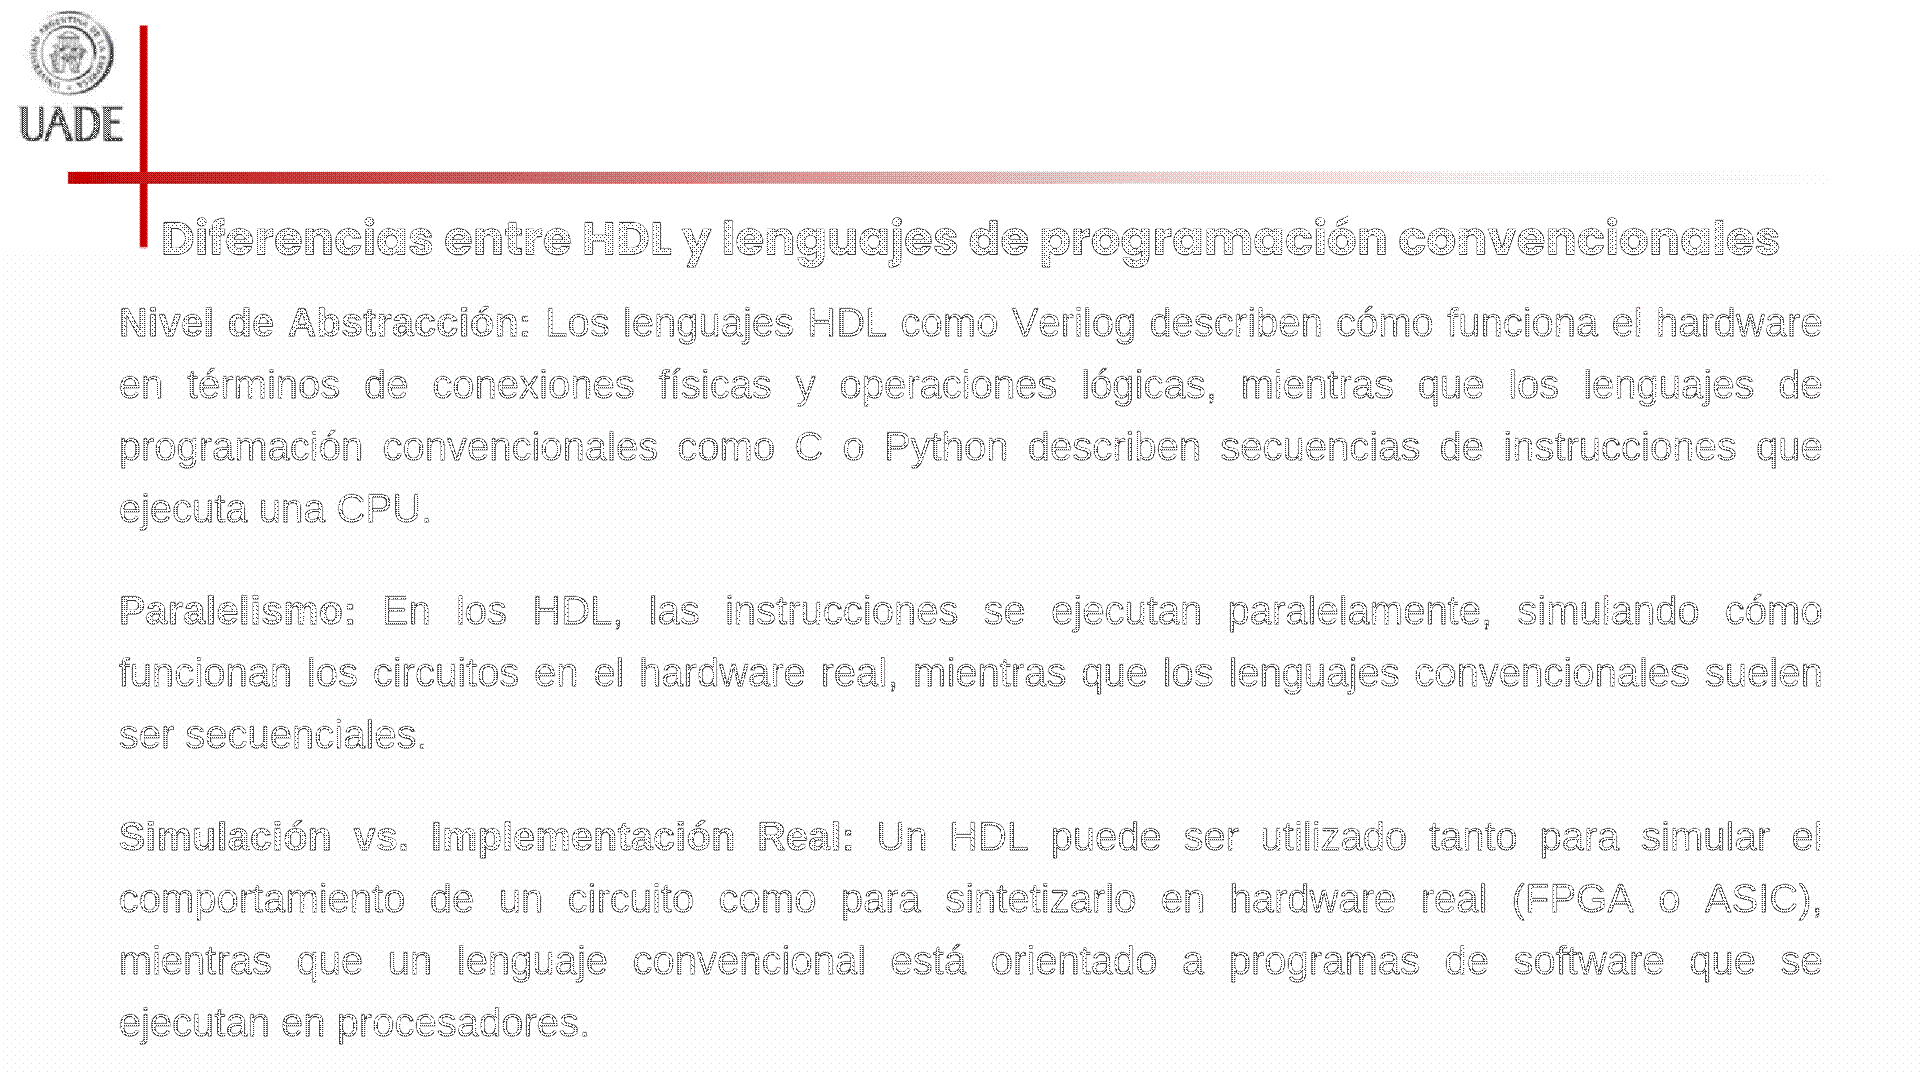 UNIVERSIDAD ARGENTINA DE LA EMPRESA
UADE
Diferencias entre HDL y lenguajes de programación convencionales
Nivel de Abstracción: Los lenguajes HDL como Verilog describen cómo funciona el hardware
en términos de conexiones físicas y operaciones lógicas, mientras que los lenguajes de
programación convencionales como C o Python describen secuencias de instrucciones que
ejecuta una CPU.
Paralelismo: En los HDL, las instrucciones se ejecutan paralelamente, simulando cómo
funcionan los circuitos en el hardware real, mientras que los lenguajes convencionales suelen
ser secuenciales.
Simulación vs. Implementación Real: Un HDL puede ser utilizado tanto para simular el
comportamiento de un circuito como para sintetizarlo en hardware real (FPGA o ASIC),
mientras que un lenguaje convencional está orientado a programas de software que se
ejecutan en procesadores.